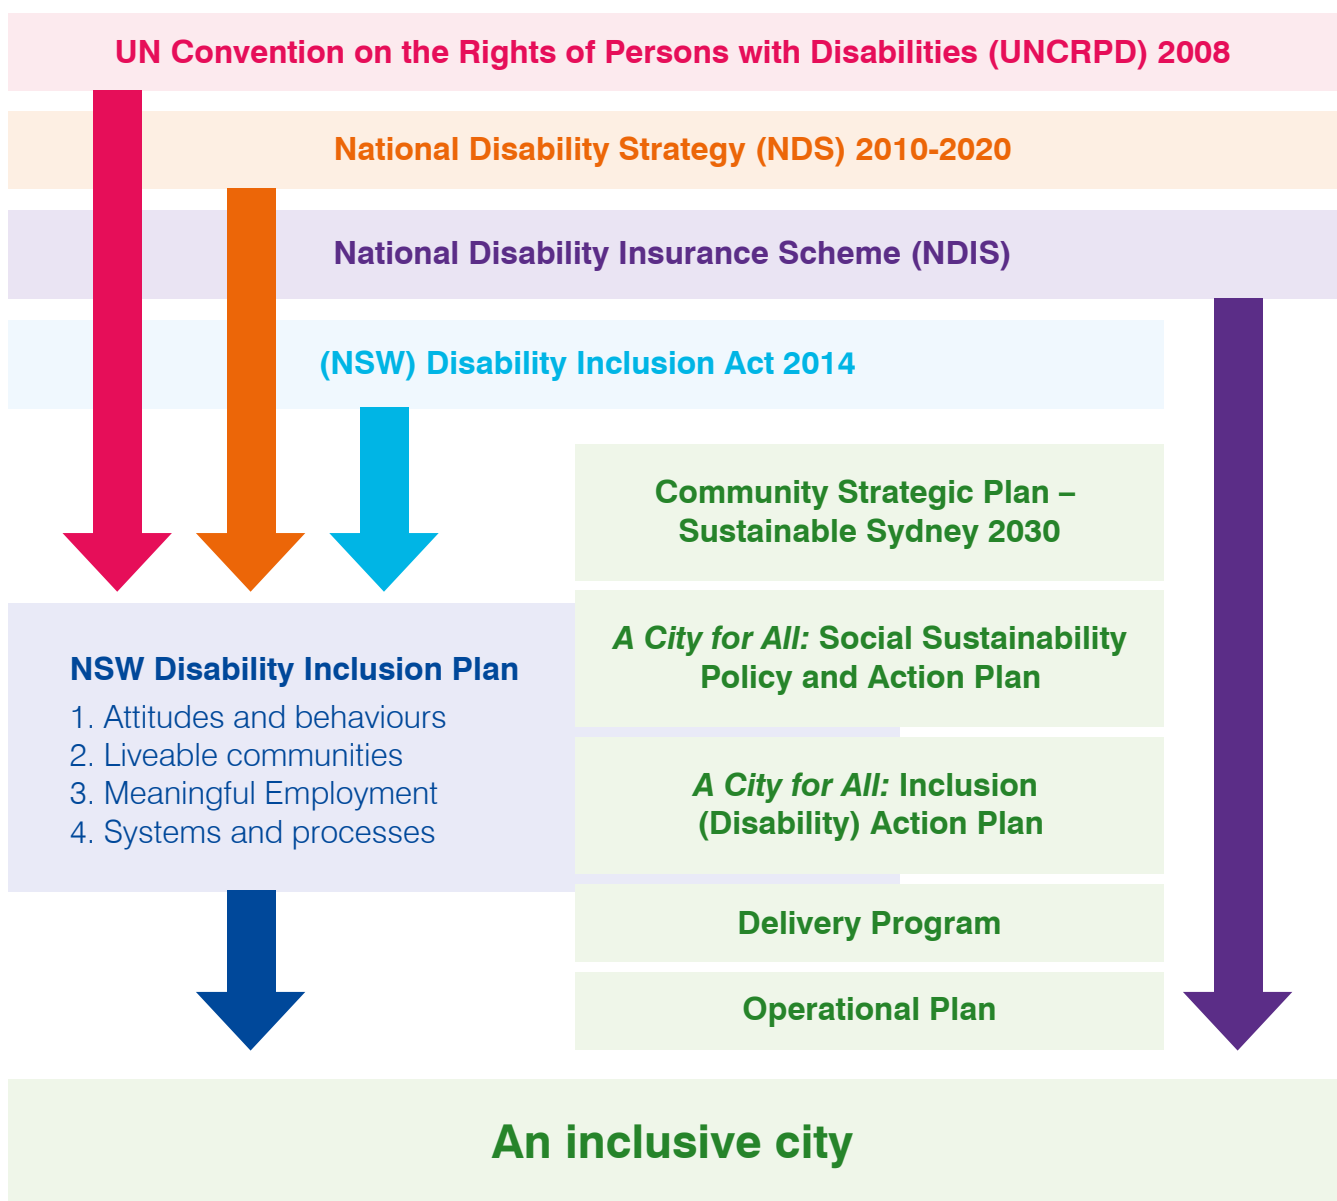 UN Convention on the Rights of Persons with Disabilities (UNCRPD) 2008
National Disability Strategy (NDS) 2010-2020
National Disability Insurance Scheme (NDIS)
(NSW) Disability Inclusion Act 2014
Community Strategic Plan –
Sustainable Sydney 2030
A City for All: Social Sustainability
Policy and Action Plan
NSW Disability Inclusion Plan
1. Attitudes and behaviours
2. Liveable communities
3. Meaningful Employment
4. Systems and processes
A City for All: Inclusion
(Disability) Action Plan
Delivery Program
Operational Plan
An inclusive city